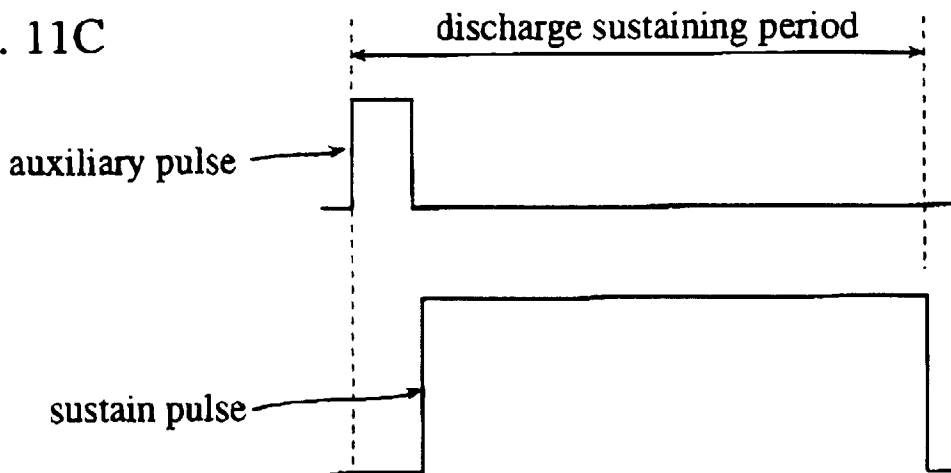 . 11C
discharge sustaining period
auxiliary pulse
sustain pulse